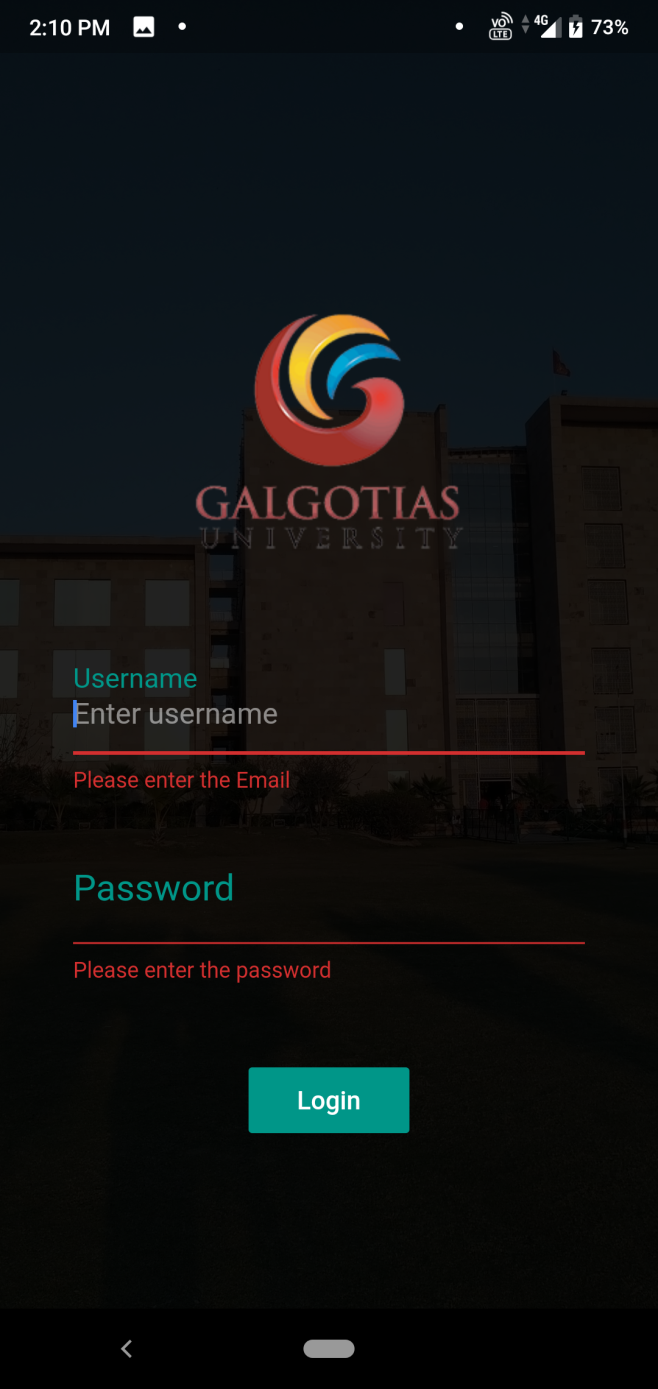 2:10 PM VO LTE 4G 73%
GALGOTIAS
UNIVERSITY
Username
Enter username
Please enter the Email
Password
Please enter the password
Login